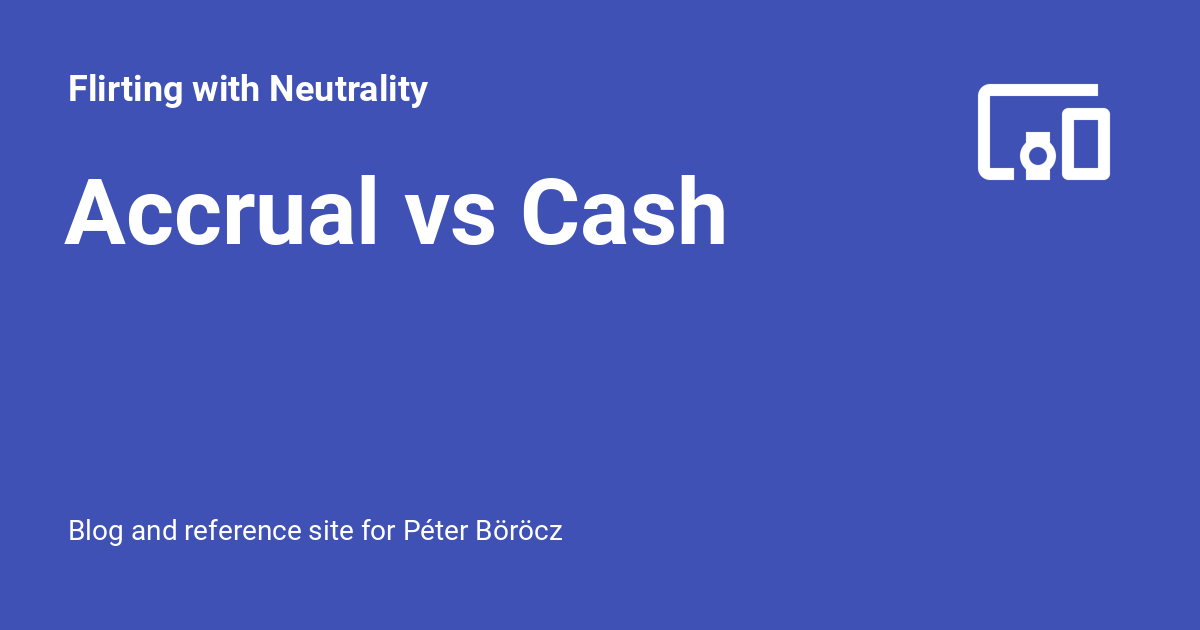 Flirting with Neutrality
Accrual vs Cash
Blog and reference site for Péter Böröcz